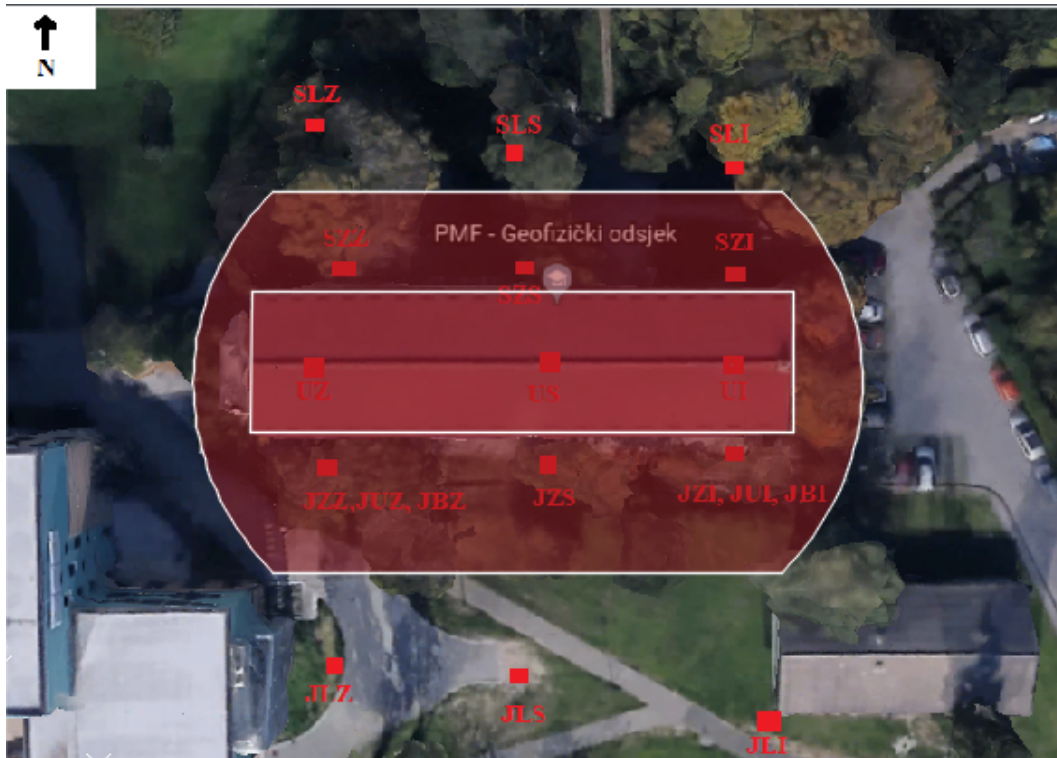 N
SLZ
SLS
SLI
SZZ
PMF - Geofizički odsjek
SZI
SZS
UZ
US
UI
JZZ,JUZ, JBZ
JZS
JZI, JUI, JBI
JLZ
JLS
JLI